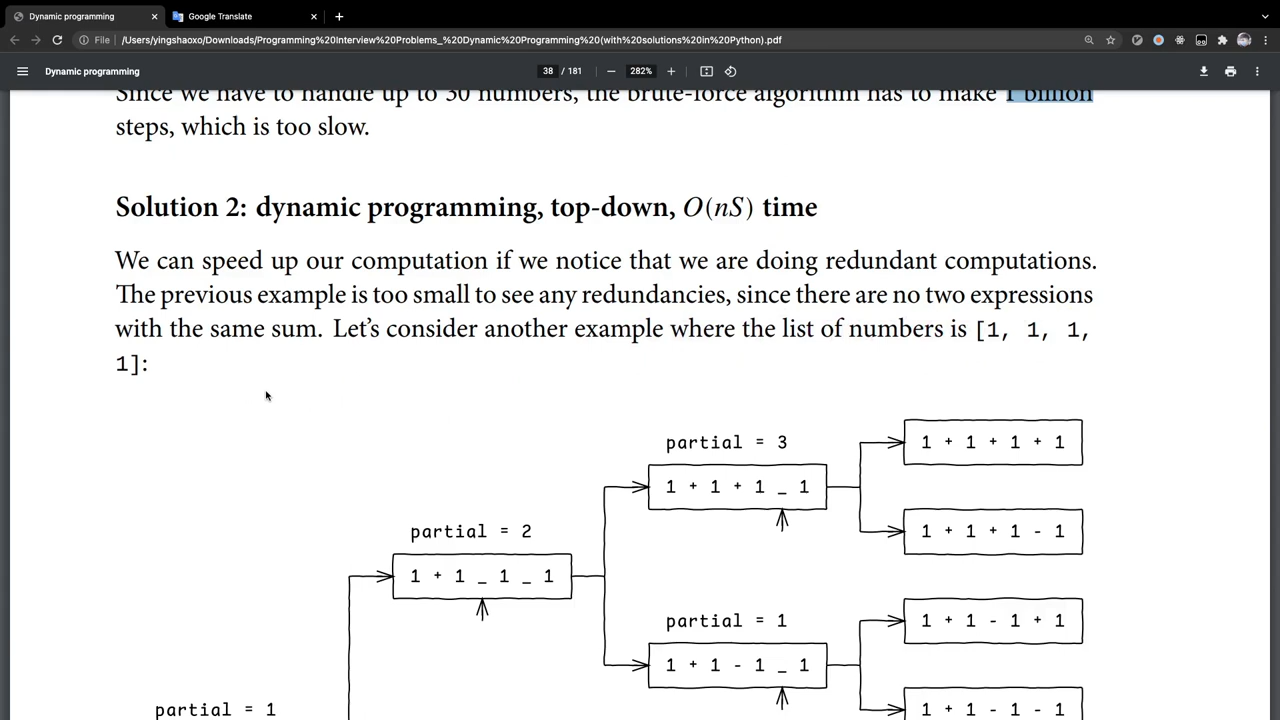 Dynamic programming
Google Translate
File
/Users/yingshaoxo/Downloads/Programming%20Interview%20Problems_%20Dynamic%20Programming%20(with%20solutions%20in%20Python).pdf
Dynamic programming
38 / 181
282%
Since we have to handle up to 30 numbers, the brute-force algorithm has to make 1 billion
steps, which is too slow.
Solution 2: dynamic programming, top-down, O(nS) time
We can speed up our computation if we notice that we are doing redundant computations.
The previous example is too small to see any redundancies, since there are no two expressions
with the same sum. Let's consider another example where the list of numbers is [1, 1, 1,
1]:
partial = 3
1 + 1 + 1 + 1
1 + 1 + 1 _ 1
partial = 2
1 + 1 + 1 - 1
1 + 1 _ 1 _ 1
partial = 1
1 + 1 - 1 + 1
1 + 1 - 1 _ 1
partial = 1
1 + 1 - 1 - 1